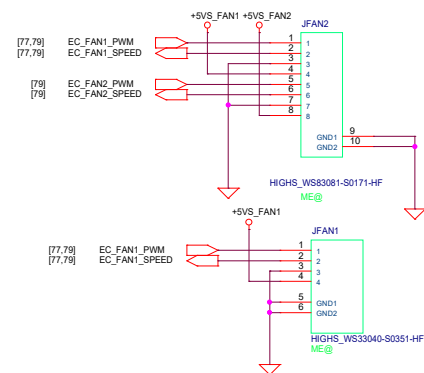 +5VS_FAN1 +5VS_FAN2
JFAN2
[77,79] EC_FAN1_PWM 1 1
[77,79] EC_FAN1_SPEED 2 2
3 3
4 4
[79] EC_FAN2_PWM 5 5
[79] EC_FAN2_SPEED 6 6
7 7
8 8
GND1 9
GND2 10
HIGHS_WS83081-S0171-HF
ME@
+5VS_FAN1
JFAN1
[77,79] EC_FAN1_PWM 1 1
[77,79] EC_FAN1_SPEED 2 2
3 3
4 4
5 GND1
6 GND2
HIGHS_WS33040-S0351-HF
ME@